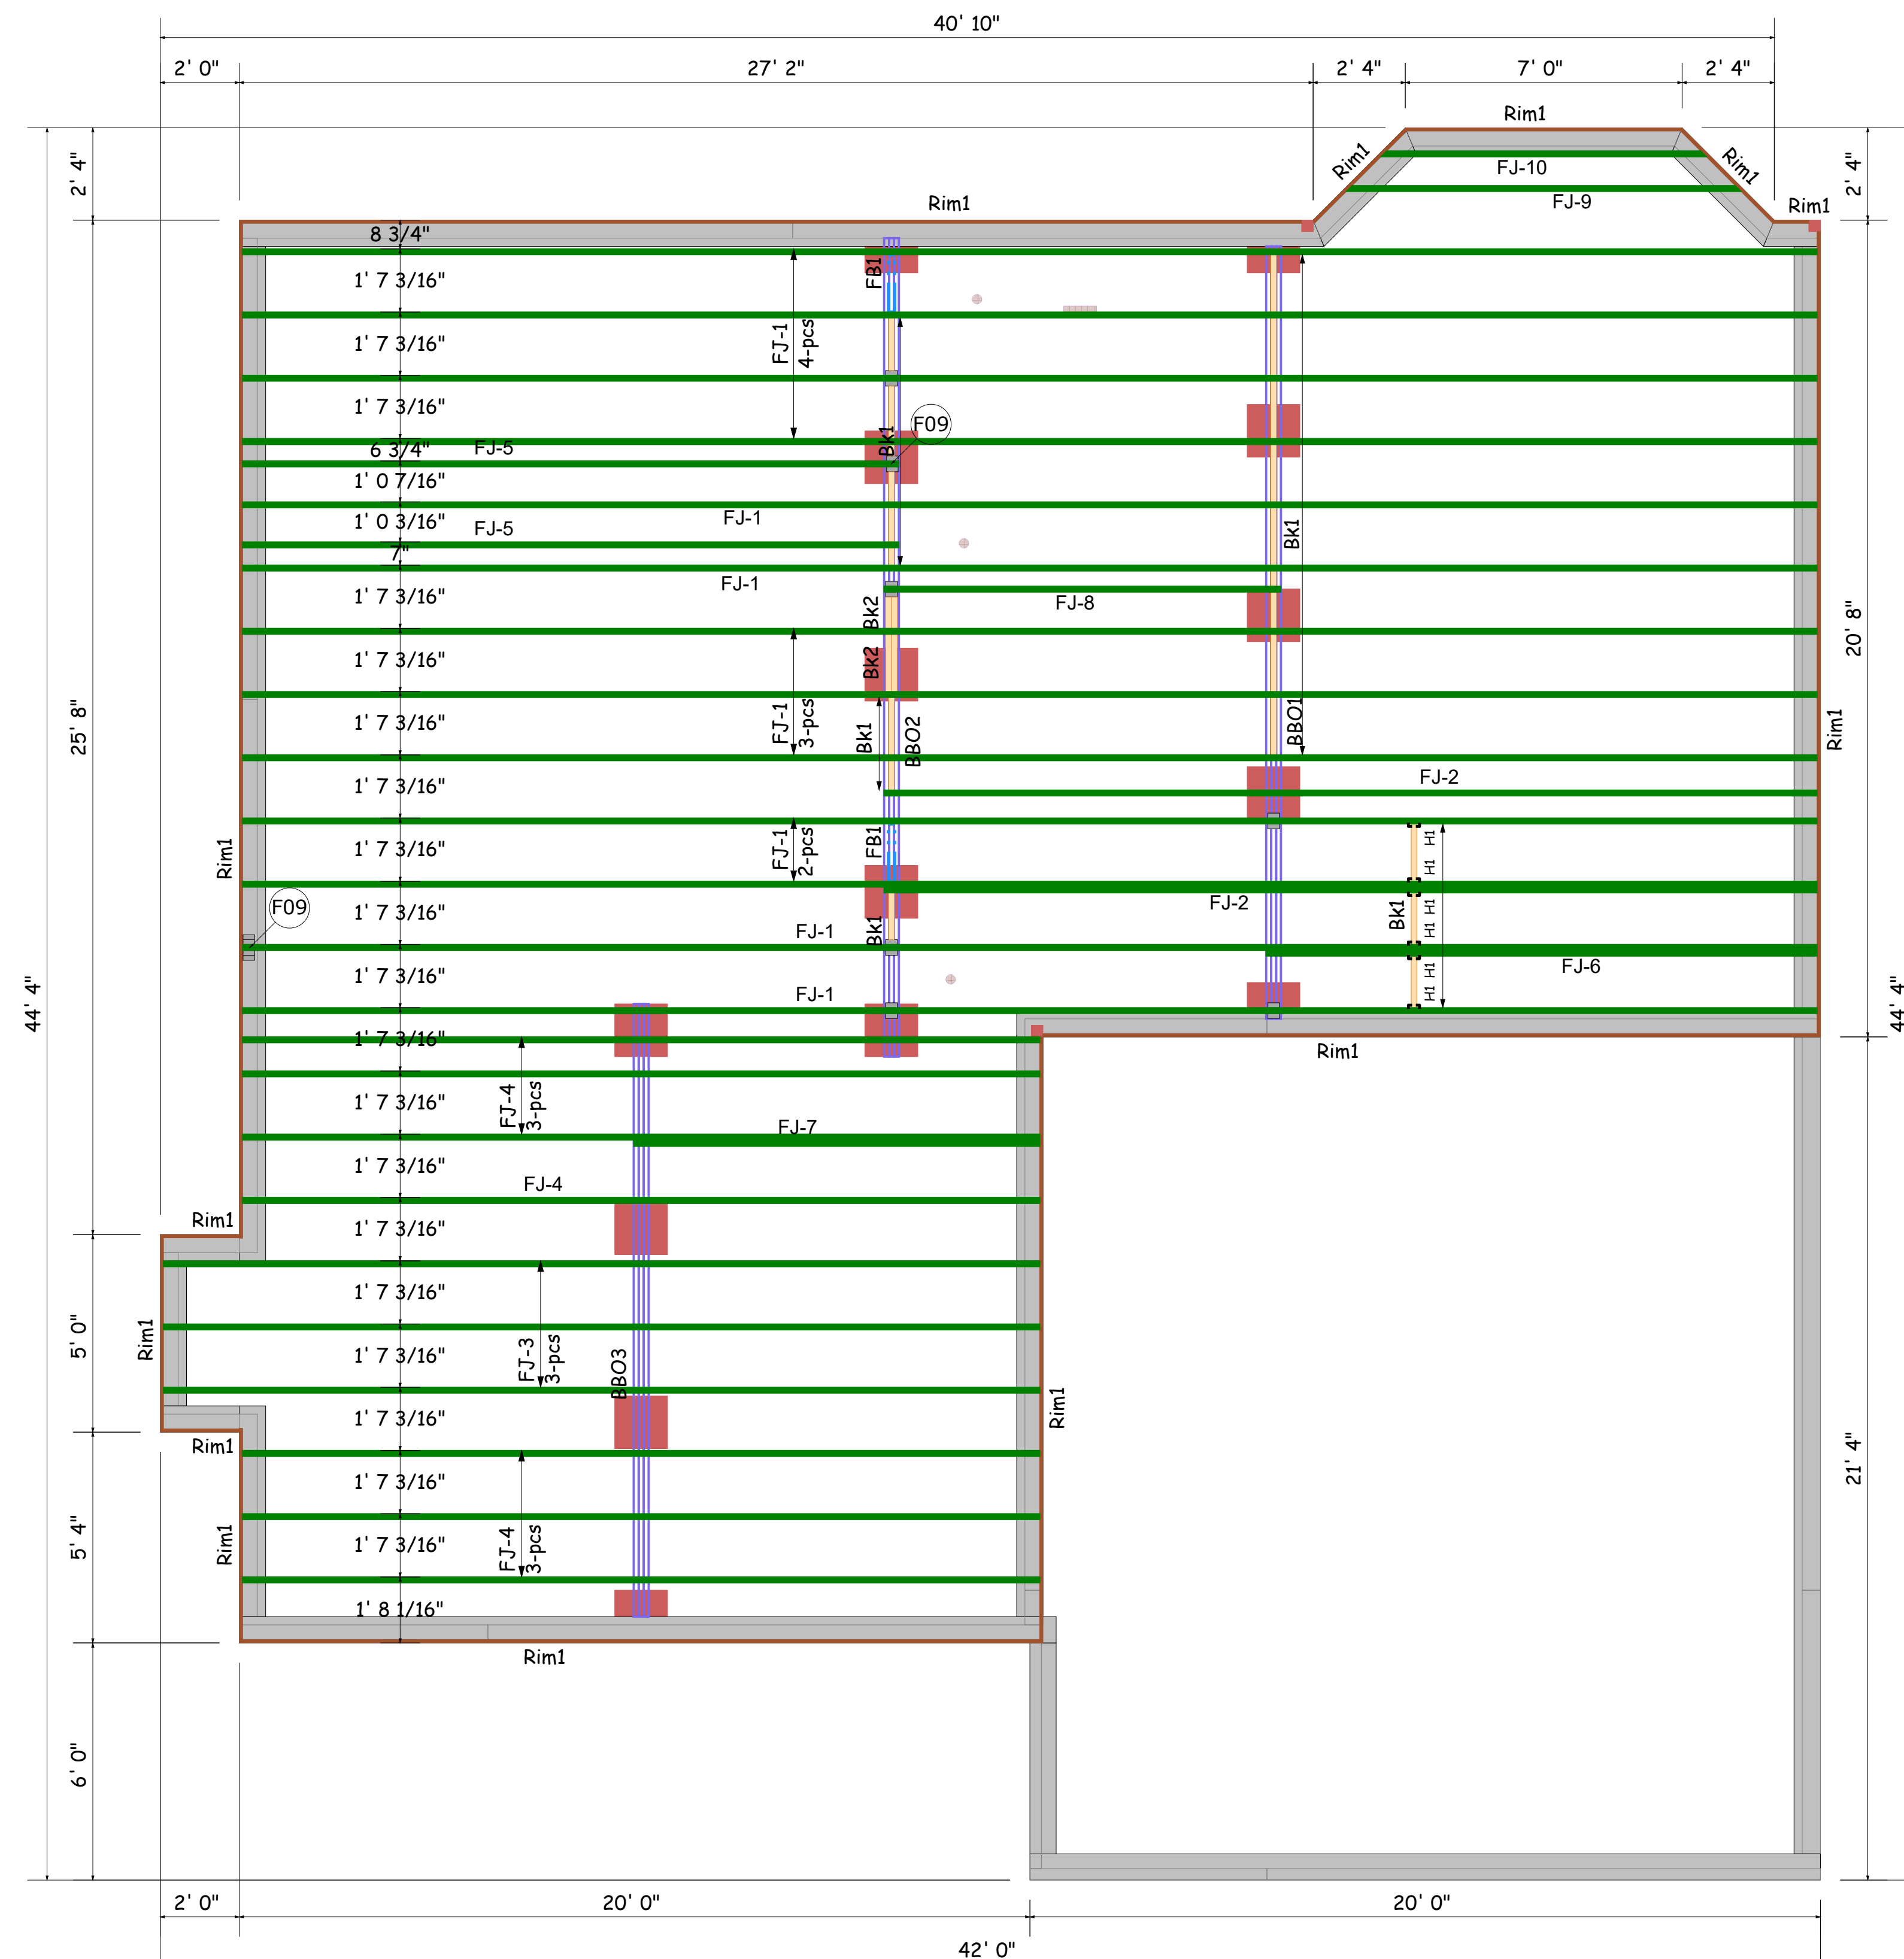 40' 10"
2' 0"
27' 2"
2' 4"
7' 0"
2' 4"
Rim1
Rim1
Rim1
FJ-10
FJ-9
2' 4"
2' 4"
Rim1
Rim1
8 3/4"
1' 7 3/16"
FB1
1' 7 3/16"
FJ-1
4-pcs
1' 7 3/16"
Bk1
F09
6 3/4"
FJ-5
1' 0 7/16"
1' 0 3/16"
FJ-5
FJ-1
Bk1
7"
FJ-1
1' 7 3/16"
Bk2
FJ-8
20' 8"
1' 7 3/16"
Bk2
25' 8"
1' 7 3/16"
FJ-1
3-pcs
Bk1
BBO2
BBO1
Rim1
1' 7 3/16"
FJ-2
Rim1
1' 7 3/16"
FJ-1
2-pcs
FB1
H1
H1
F09
1' 7 3/16"
FJ-2
Bk1
H1
H1
Bk1
FJ-1
1' 7 3/16"
FJ-6
H1
H1
FJ-1
44' 4"
44' 4"
1' 7 3/16"
Rim1
1' 7 3/16"
FJ-4
3-pcs
FJ-7
1' 7 3/16"
FJ-4
Rim1
1' 7 3/16"
1' 7 3/16"
5' 0"
Rim1
1' 7 3/16"
FJ-3
3-pcs
BBO3
Rim1
1' 7 3/16"
Rim1
21' 4"
1' 7 3/16"
5' 4"
Rim1
1' 7 3/16"
FJ-4
3-pcs
1' 8 1/16"
Rim1
6' 0"
2' 0"
20' 0"
20' 0"
42' 0"